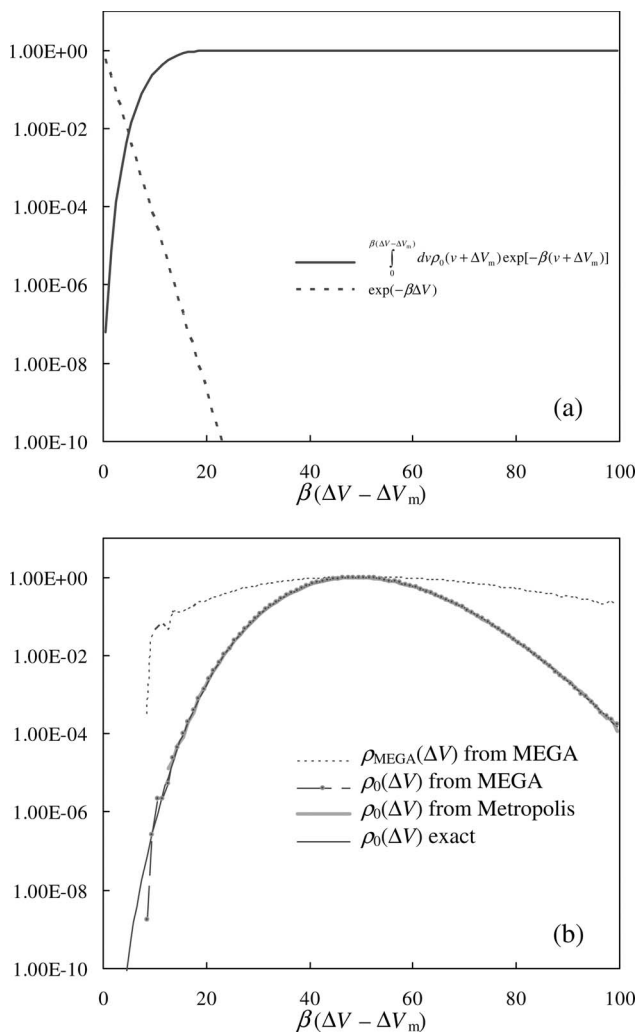 (a)
1.00E+00
1.00E-02
1.00E-04
1.00E-06
1.00E-08
1.00E-10
β(ΔV−ΔVm)
∫ dvρ0(v+ΔVm)exp[−β(v+ΔVm)]
0
exp(−βΔV)
(a)
0 20 40 60 80 100
β(ΔV − ΔVm)
1.00E+00
1.00E-02
1.00E-04
1.00E-06
1.00E-08
1.00E-10
ρMEGA(ΔV) from MEGA
ρ0(ΔV) from MEGA
ρ0(ΔV) from Metropolis
ρ0(ΔV) exact
(b)
0 20 40 60 80 100
β(ΔV − ΔVm)